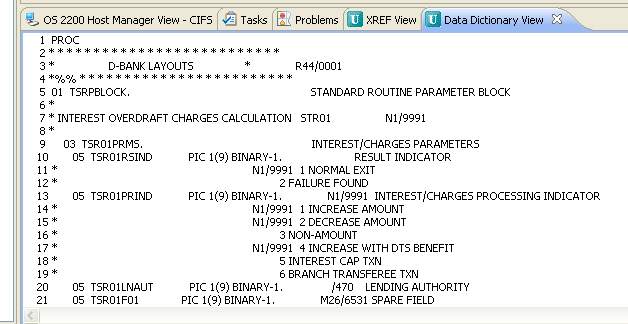 OS 2200 Host Manager View - CIFS Tasks Problems XREF View Data Dictionary View
1 PROC
2 * * * * * * * * * * * * * * * * * * * * * * * * * *
3 * D-BANK LAYOUTS * R44/0001
4 *%% * * * * * * * * * * * * * * * * * * * * * * * *
5 01 TSRPBLOCK. STANDARD ROUTINE PARAMETER BLOCK
6 *
7 * INTEREST OVERDRAFT CHARGES CALCULATION STR01 N1/9991
8 *
9 03 TSR01PRMS. INTEREST/CHARGES PARAMETERS
10 05 TSR01RSIND PIC 1(9) BINARY-1. RESULT INDICATOR
11 * N1/9991 1 NORMAL EXIT
12 * 2 FAILURE FOUND
13 05 TSR01PRIND PIC 1(9) BINARY-1. N1/9991 INTEREST/CHARGES PROCESSING INDICATOR
14 * N1/9991 1 INCREASE AMOUNT
15 * N1/9991 2 DECREASE AMOUNT
16 * 3 NON-AMOUNT
17 * N1/9991 4 INCREASE WITH DTS BENEFIT
18 * 5 INTEREST CAP TXN
19 * 6 BRANCH TRANSFEREE TXN
20 05 TSR01LNAUT PIC 1(9) BINARY-1. /470 LENDING AUTHORITY
21 05 TSR01F01 PIC 1(9) BINARY-1. M26/6531 SPARE FIELD